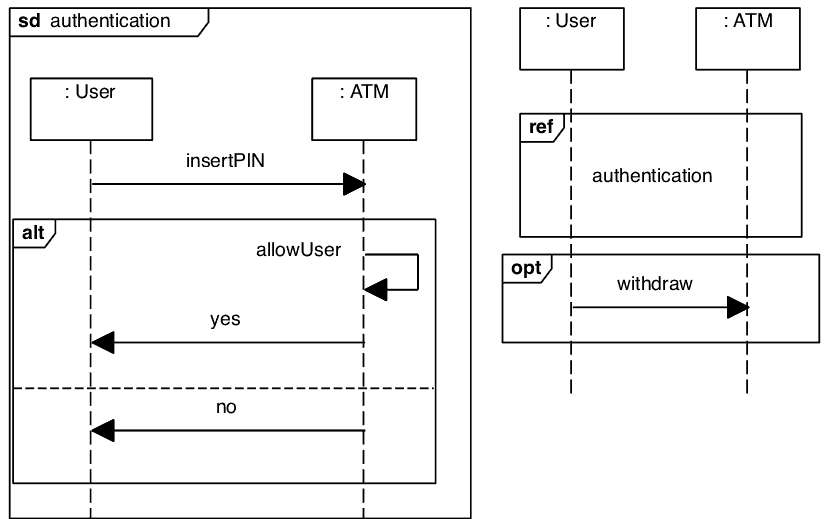 sd authentication
: User
: ATM
insertPIN
alt
allowUser
yes
no
: User
: ATM
ref
authentication
opt
withdraw